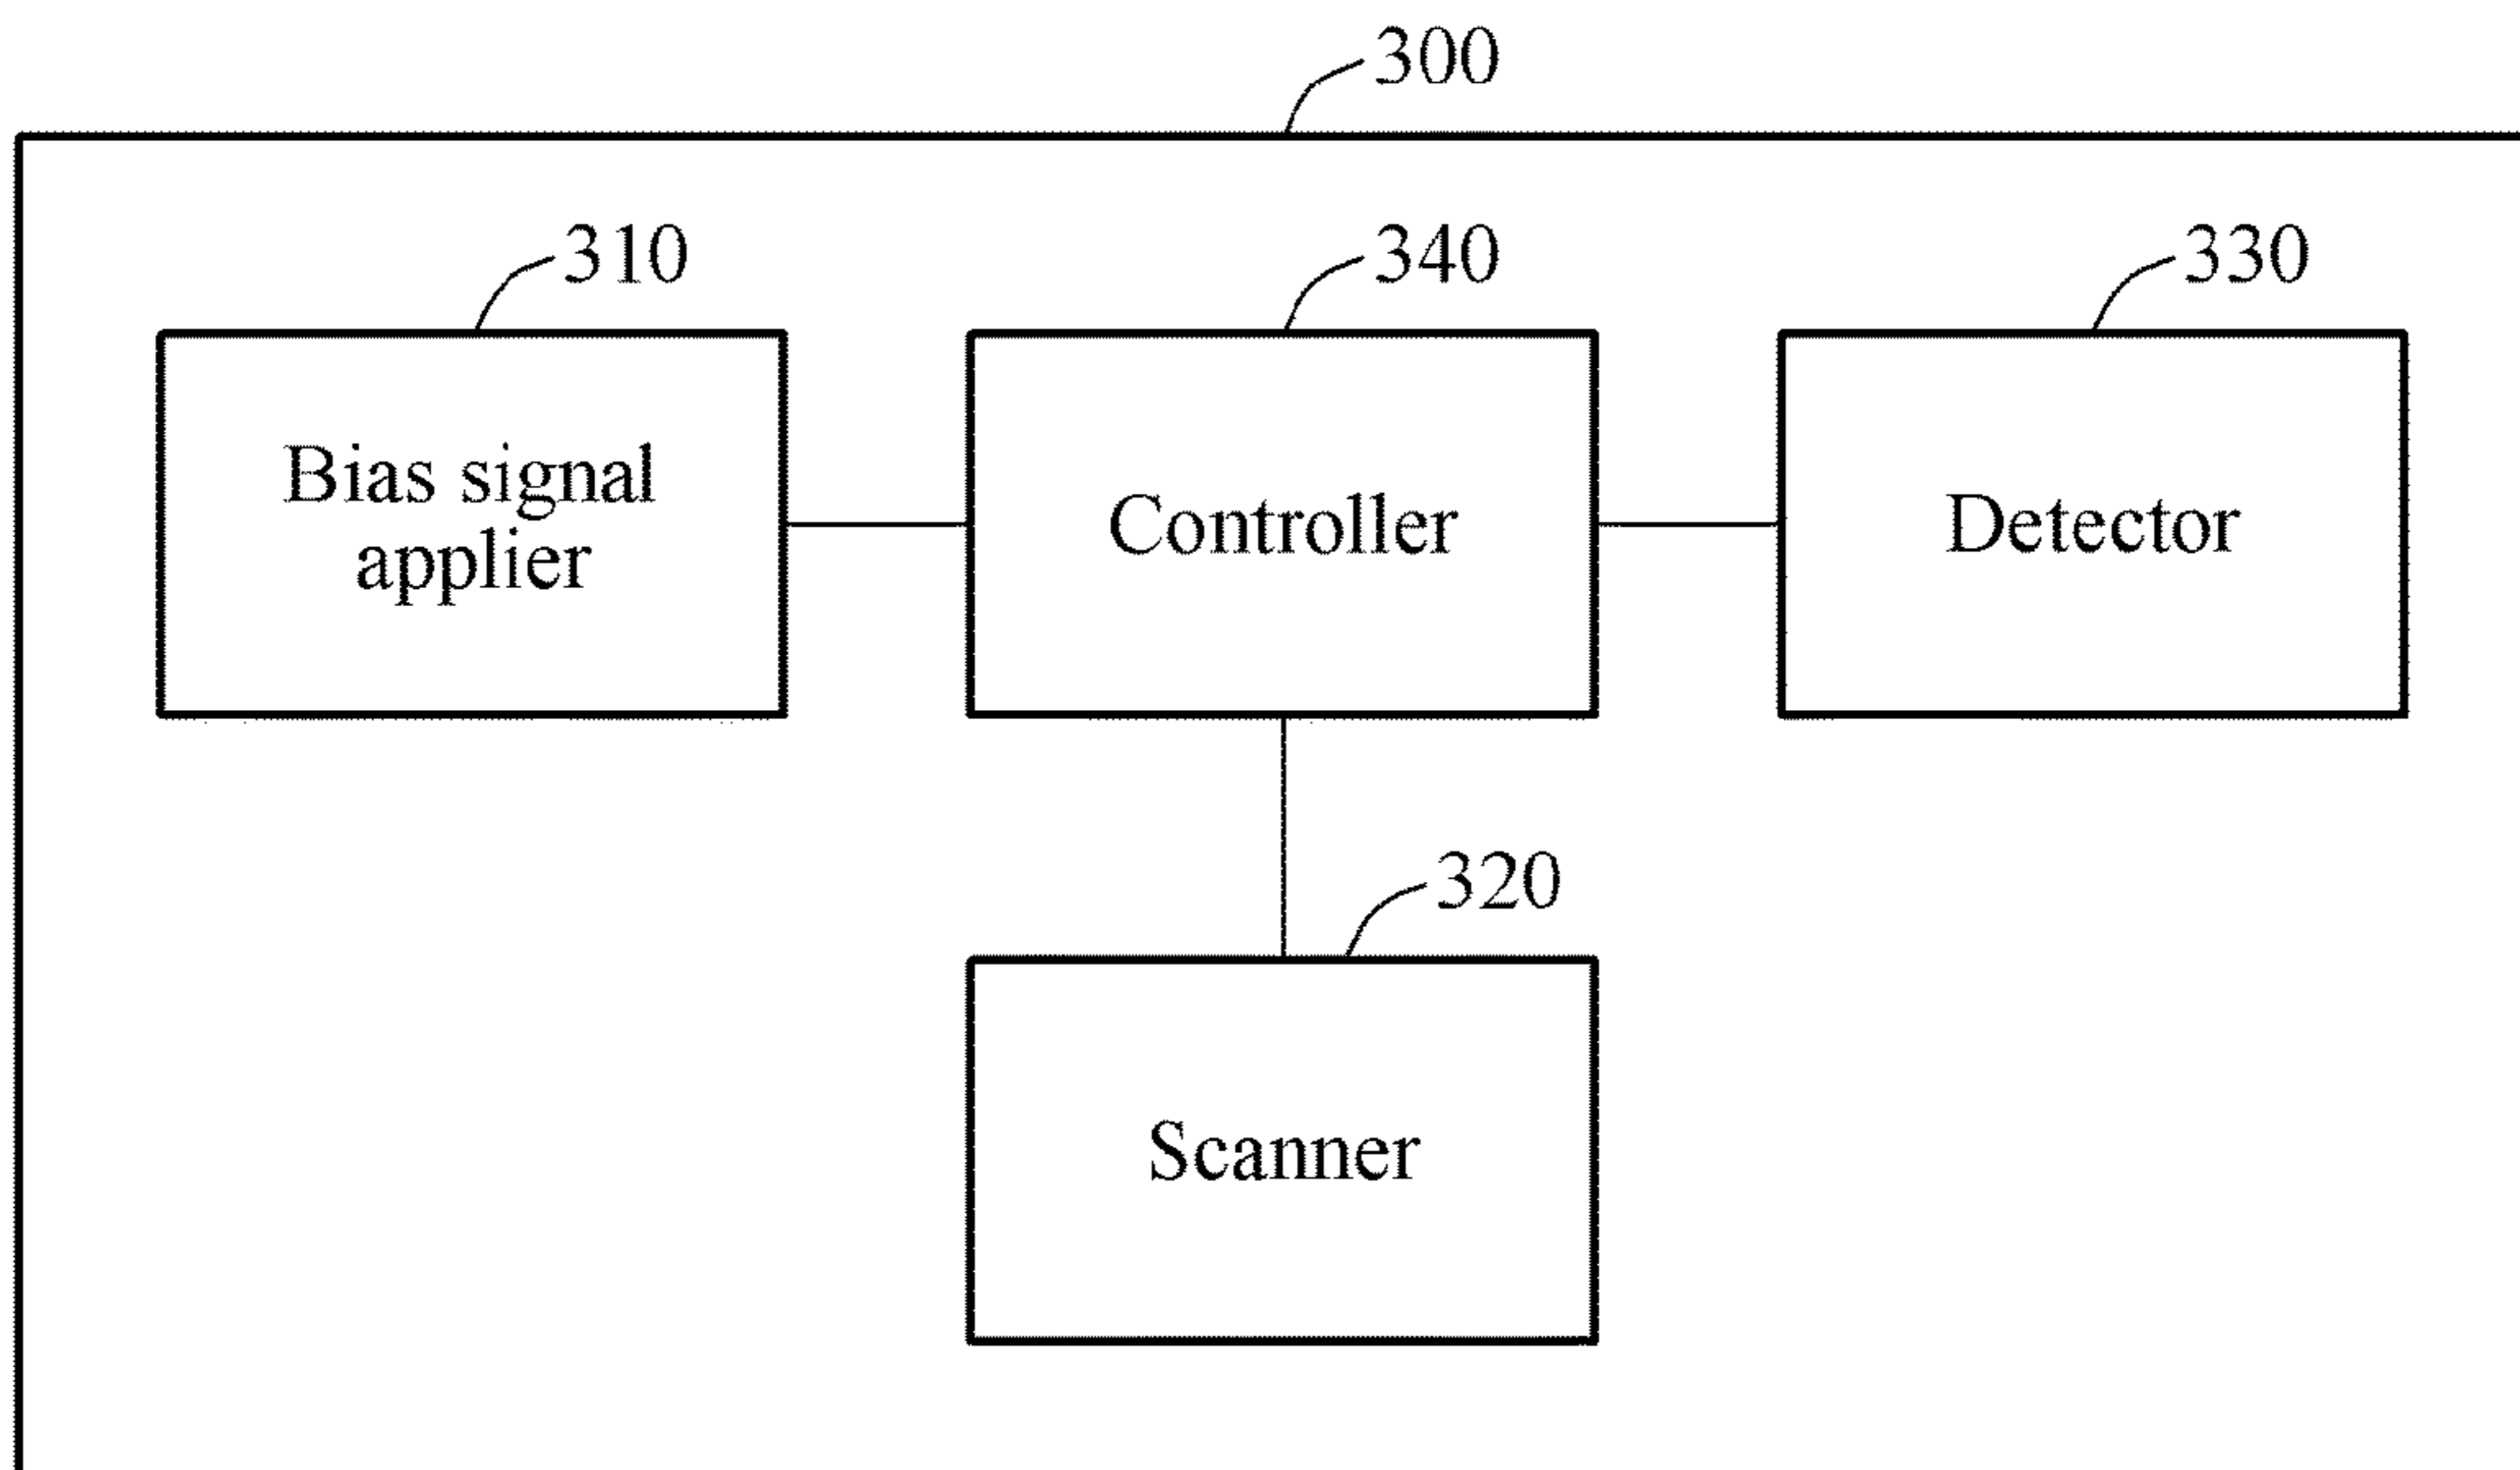 300
310
340
330
Bias signal
applier
Controller
Detector
320
Scanner